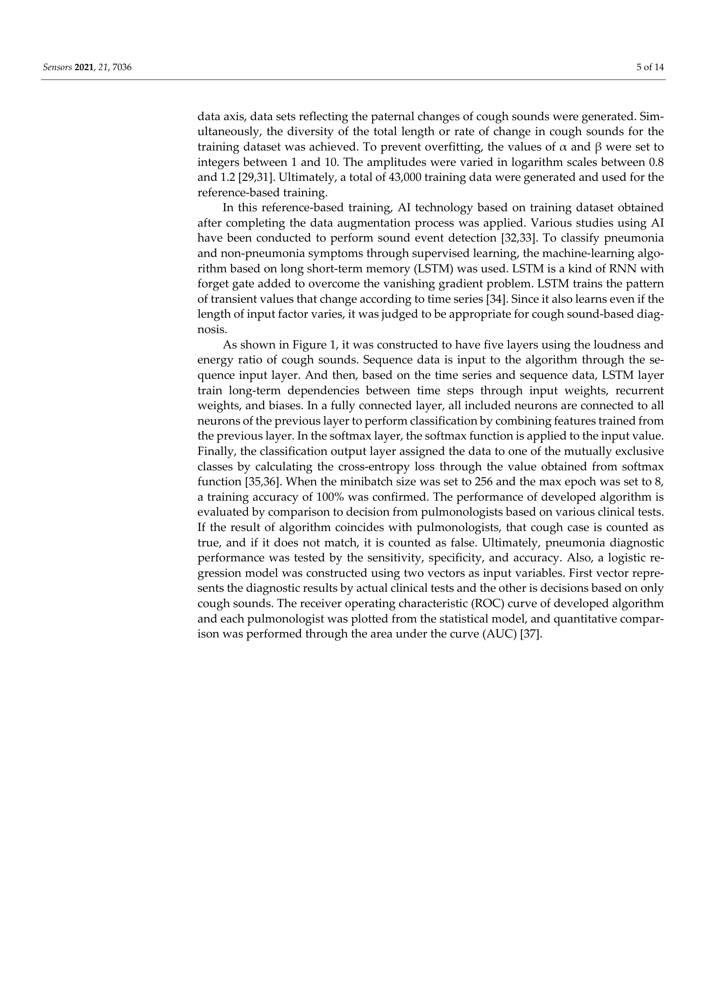 Sensors 2021, 21, 7036
5 of 14
data axis, data sets reflecting the paternal changes of cough sounds were generated. Sim-
ultaneously, the diversity of the total length or rate of change in cough sounds for the
training dataset was achieved. To prevent overfitting, the values of α and β were set to
integers between 1 and 10. The amplitudes were varied in logarithm scales between 0.8
and 1.2 [29,31]. Ultimately, a total of 43,000 training data were generated and used for the
reference-based training.
In this reference-based training, AI technology based on training dataset obtained
after completing the data augmentation process was applied. Various studies using AI
have been conducted to perform sound event detection [32,33]. To classify pneumonia
and non-pneumonia symptoms through supervised learning, the machine-learning algo-
rithm based on long short-term memory (LSTM) was used. LSTM is a kind of RNN with
forget gate added to overcome the vanishing gradient problem. LSTM trains the pattern
of transient values that change according to time series [34]. Since it also learns even if the
length of input factor varies, it was judged to be appropriate for cough sound-based diag-
nosis.
As shown in Figure 1, it was constructed to have five layers using the loudness and
energy ratio of cough sounds. Sequence data is input to the algorithm through the se-
quence input layer. And then, based on the time series and sequence data, LSTM layer
train long-term dependencies between time steps through input weights, recurrent
weights, and biases. In a fully connected layer, all included neurons are connected to all
neurons of the previous layer to perform classification by combining features trained from
the previous layer. In the softmax layer, the softmax function is applied to the input value.
Finally, the classification output layer assigned the data to one of the mutually exclusive
classes by calculating the cross-entropy loss through the value obtained from softmax
function [35,36]. When the minibatch size was set to 256 and the max epoch was set to 8,
a training accuracy of 100% was confirmed. The performance of developed algorithm is
evaluated by comparison to decision from pulmonologists based on various clinical tests.
If the result of algorithm coincides with pulmonologists, that cough case is counted as
true, and if it does not match, it is counted as false. Ultimately, pneumonia diagnostic
performance was tested by the sensitivity, specificity, and accuracy. Also, a logistic re-
gression model was constructed using two vectors as input variables. First vector repre-
sents the diagnostic results by actual clinical tests and the other is decisions based on only
cough sounds. The receiver operating characteristic (ROC) curve of developed algorithm
and each pulmonologist was plotted from the statistical model, and quantitative compar-
ison was performed through the area under the curve (AUC) [37].